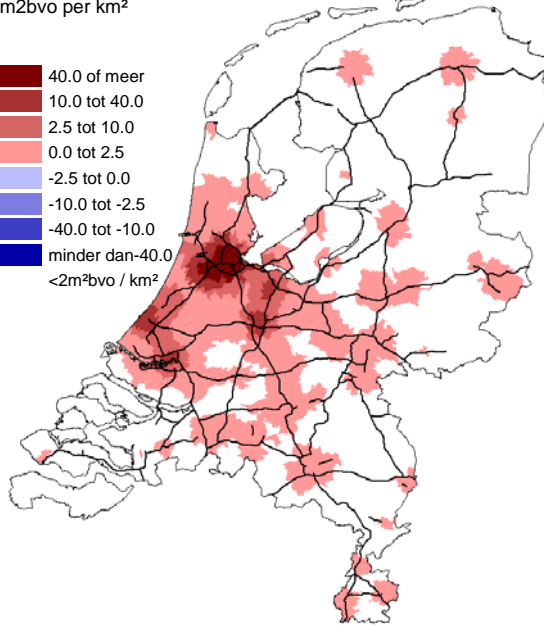 m2bvo per km²
40.0 of meer
10.0 tot 40.0
2.5 tot 10.0
0.0 tot 2.5
-2.5 tot 0.0
-10.0 tot -2.5
-40.0 tot -10.0
minder dan-40.0
<2m²bvo / km²